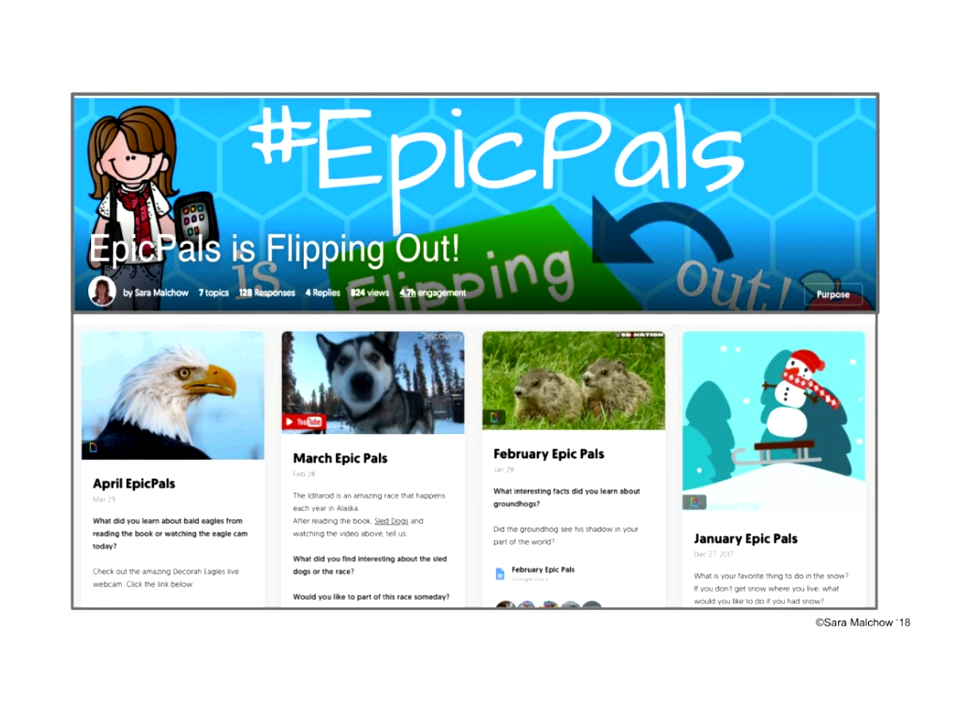 #EpicPals
EpicPals is Flipping Out!
is
Flipping
out!
by Sara Malchow 7 topics 128 Responses 4 Replies 824 views 4.7h engagement
Purpose
April EpicPals
Mar 29
What did you learn about bald eagles from
reading the book or watching the eagle cam
today?
Check out the amazing Decorah Eagles live
webcam. Click the link below
Discovery
YouTube
March Epic Pals
Feb 28
The Iditarod is an amazing race that happens
each year in Alaska.
After reading the book, Sled Dogs and
watching the video above, tell us
What did you find interesting about the sled
dogs or the race?
Would you like to part of this race someday?
SB NATION
February Epic Pals
Jan 28
What interesting facts did you learn about
groundhogs?
Did the groundhog see his shadow in your
part of the world?
February Epic Pals
Google Docs
January Epic Pals
Dec 27, 2017
What is your favorite thing to do in the snow?
If you don't get snow where you live, what
would you like to do if you had snow?
©Sara Malchow '18